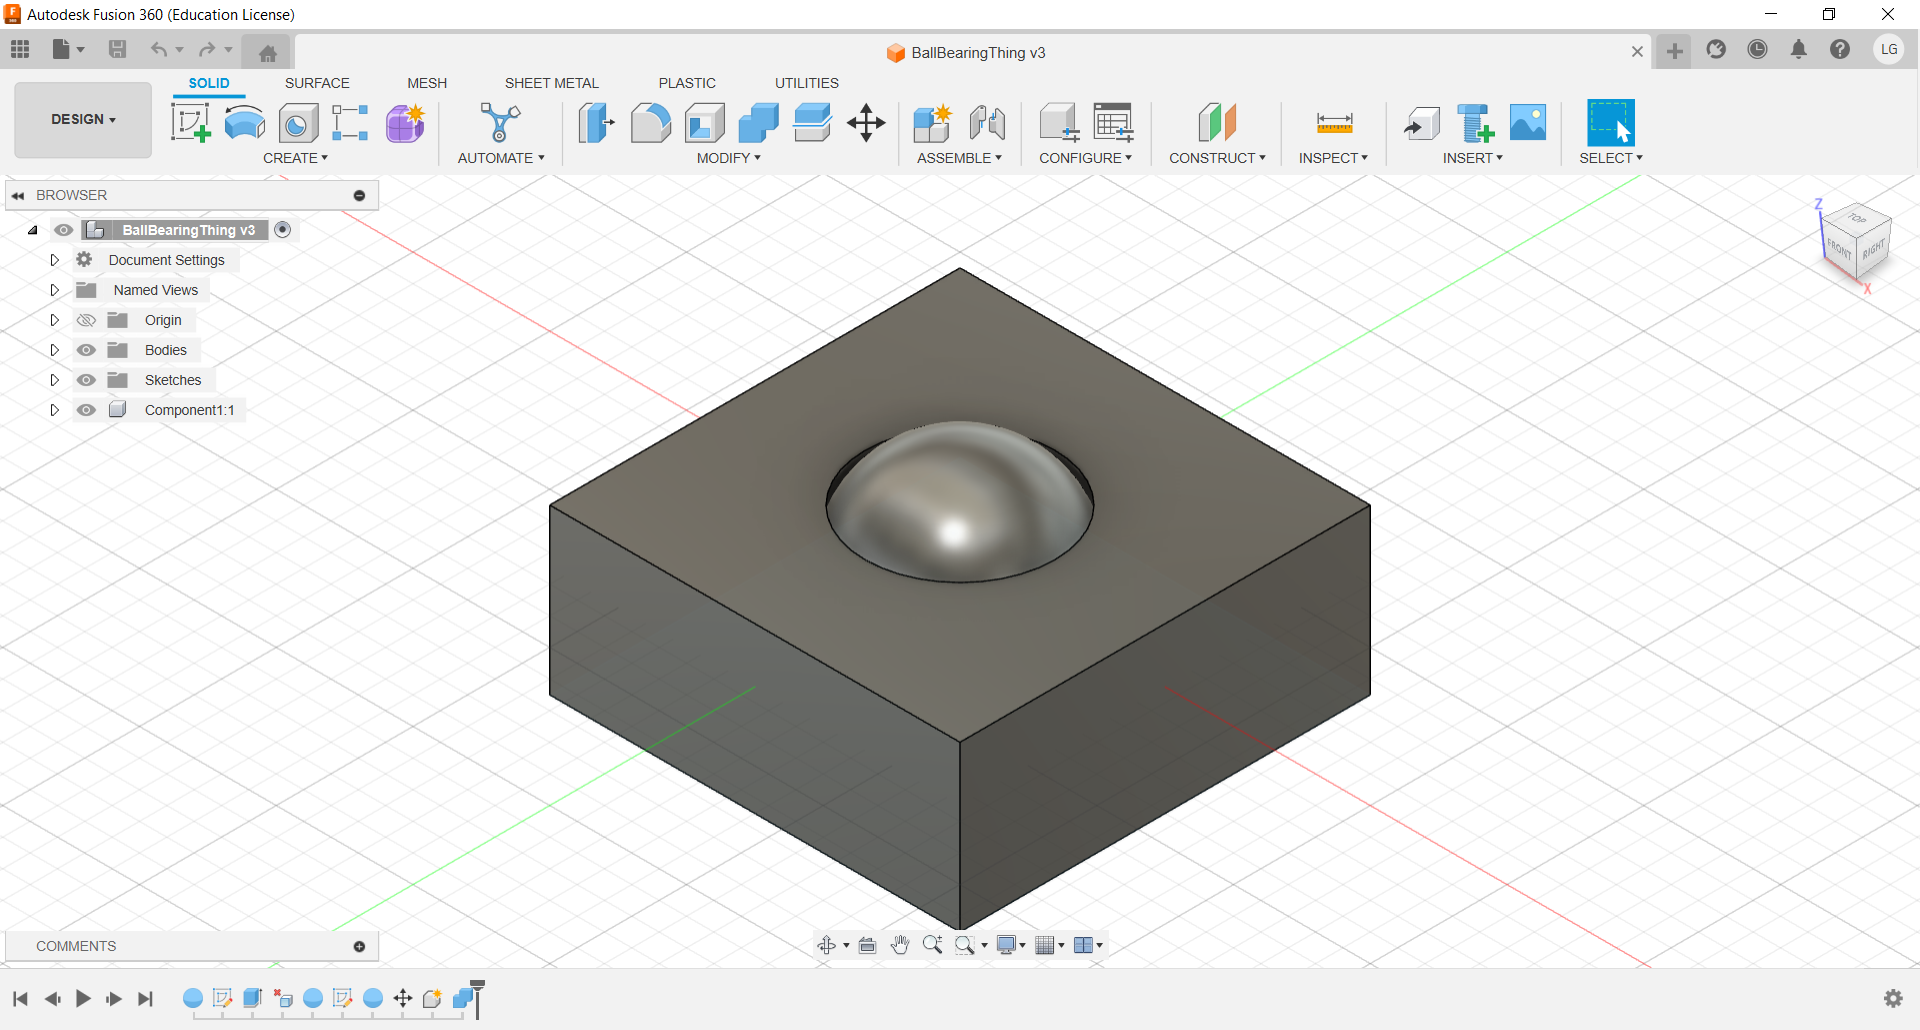 Autodesk Fusion 360 (Education License)
BallBearingThing v3
LG
DESIGN
SOLID SURFACE MESH SHEET METAL PLASTIC UTILITIES
CREATE AUTOMATE MODIFY ASSEMBLE CONFIGURE CONSTRUCT INSPECT INSERT SELECT
BROWSER
BallBearingThing v3
Document Settings
Named Views
Origin
Bodies
Sketches
Component1:1
Z
TOP
FRONT RIGHT
X
COMMENTS